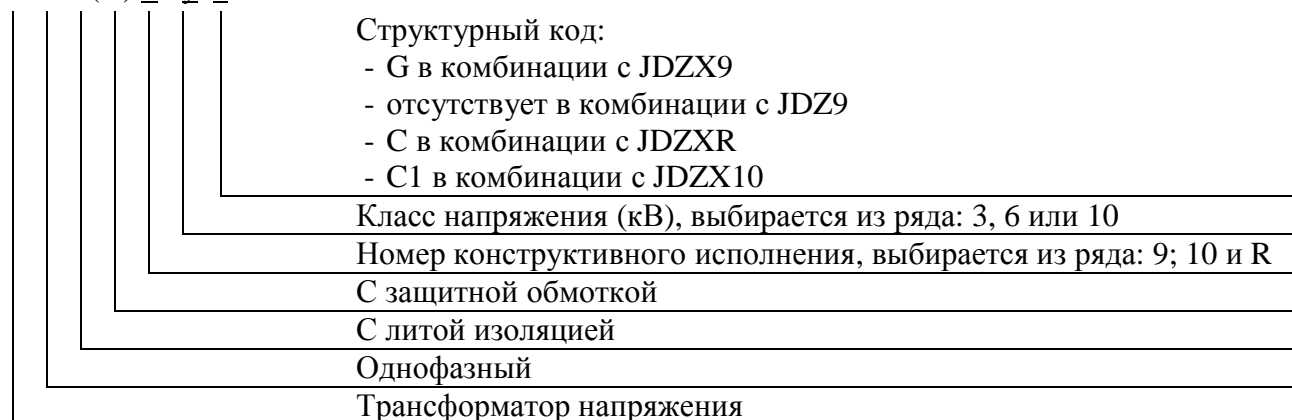 Структурный код:
- G в комбинации с JDZX9
- отсутствует в комбинации с JDZ9
- C в комбинации с JDZXR
- C1 в комбинации с JDZX10
Класс напряжения (кВ), выбирается из ряда: 3, 6 или 10
Номер конструктивного исполнения, выбирается из ряда: 9; 10 и R
С защитной обмоткой
С литой изоляцией
Однофазный
Трансформатор напряжения